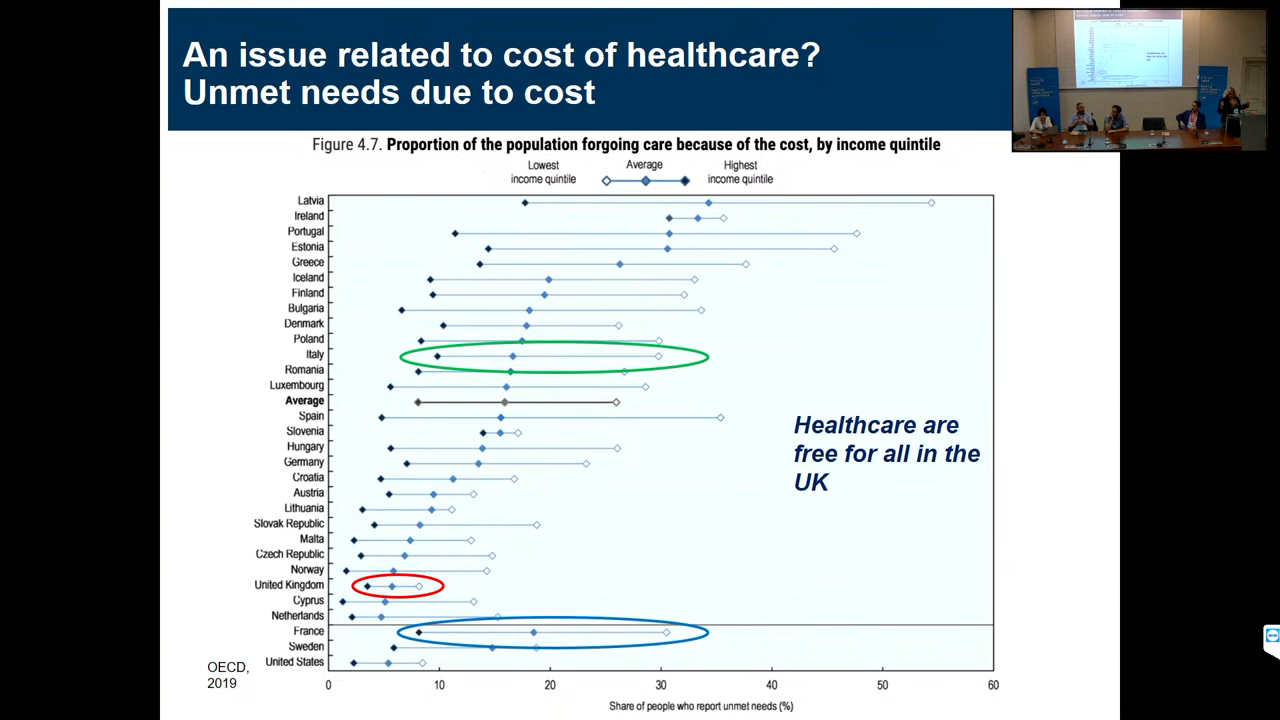 An issue related to cost of healthcare?
Unmet needs due to cost
Figure 4.7. Proportion of the population forgoing care because of the cost, by income quintile
Lowest
income quintile
Average
Highest
income quintile
Latvia
Ireland
Portugal
Estonia
Greece
Iceland
Finland
Bulgaria
Denmark
Poland
Italy
Romania
Luxembourg
Average
Spain
Slovenia
Hungary
Germany
Croatia
Austria
Lithuania
Slovak Republic
Malta
Czech Republic
Norway
United Kingdom
Cyprus
Netherlands
France
Sweden
United States
Healthcare are
free for all in the
UK
OECD,
2019
0 10 20 30 40 50 60
Share of people who report unmet needs (%)